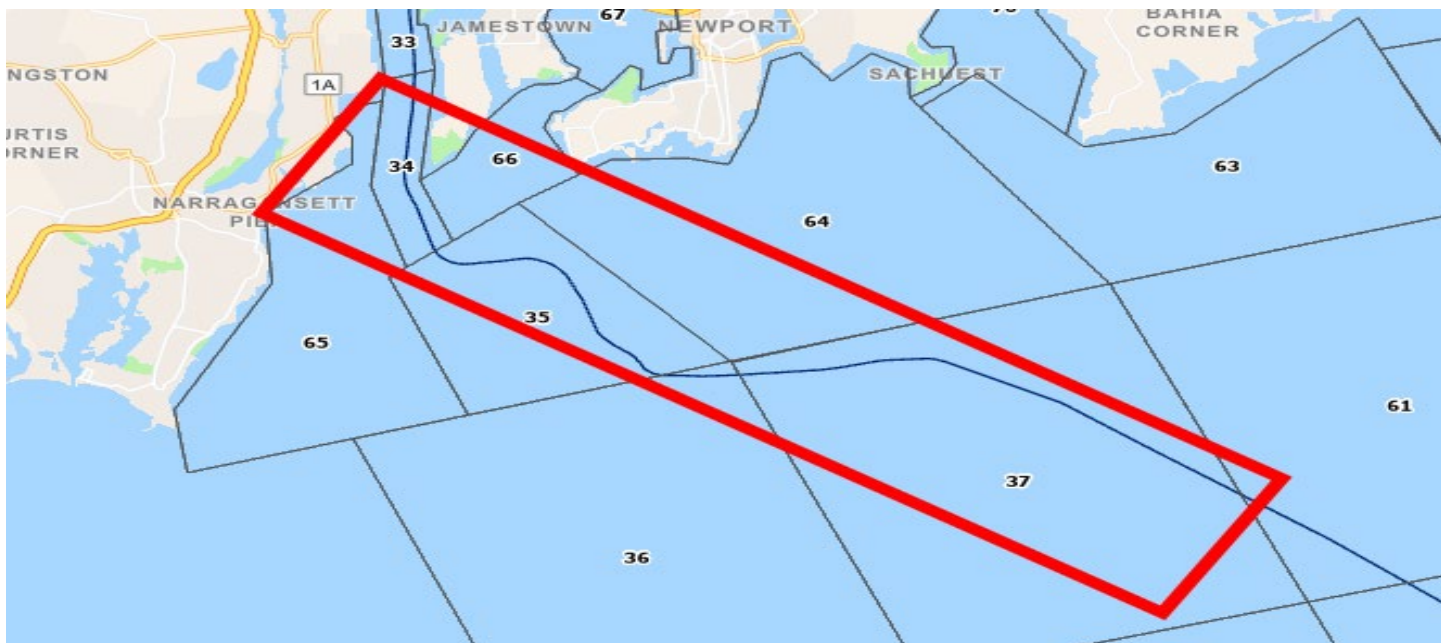 67
33
JAMESTOWN
NEWPORT
BAHIA
CORNER
NGSTON
1A
SACHUEST
URTIS
ORNER
34
66
63
NARRAGANSETT
PIE
64
65
35
61
37
36